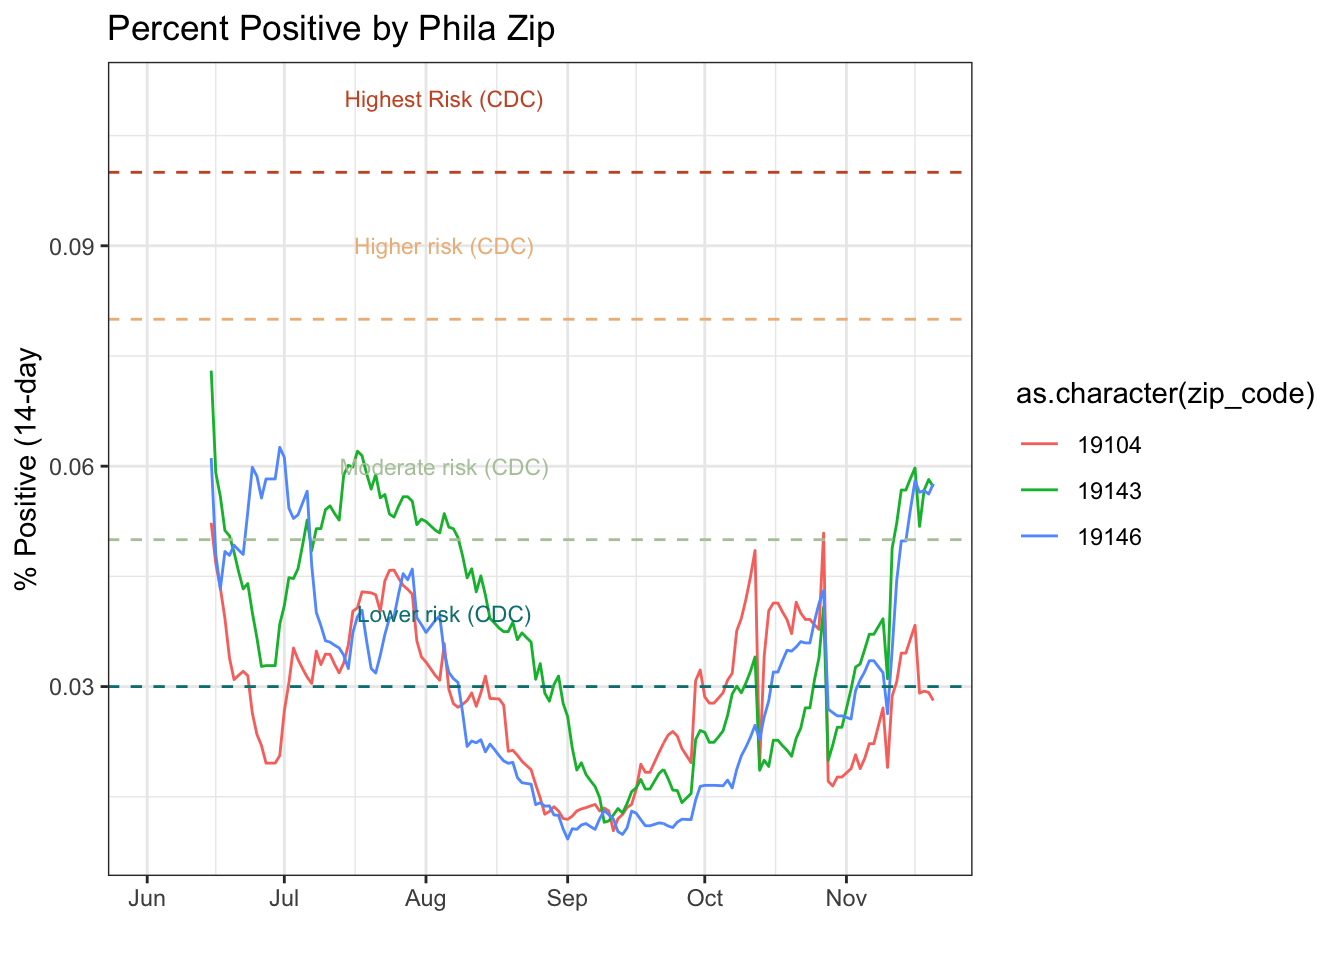 Percent Positive by Phila Zip
Highest Risk (CDC)
Higher risk (CDC)
Moderate risk (CDC)
Lower risk (CDC)
0.09
0.06
0.03
% Positive (14-day
Jun Jul Aug Sep Oct Nov
as.character(zip_code)
19104
19143
19146